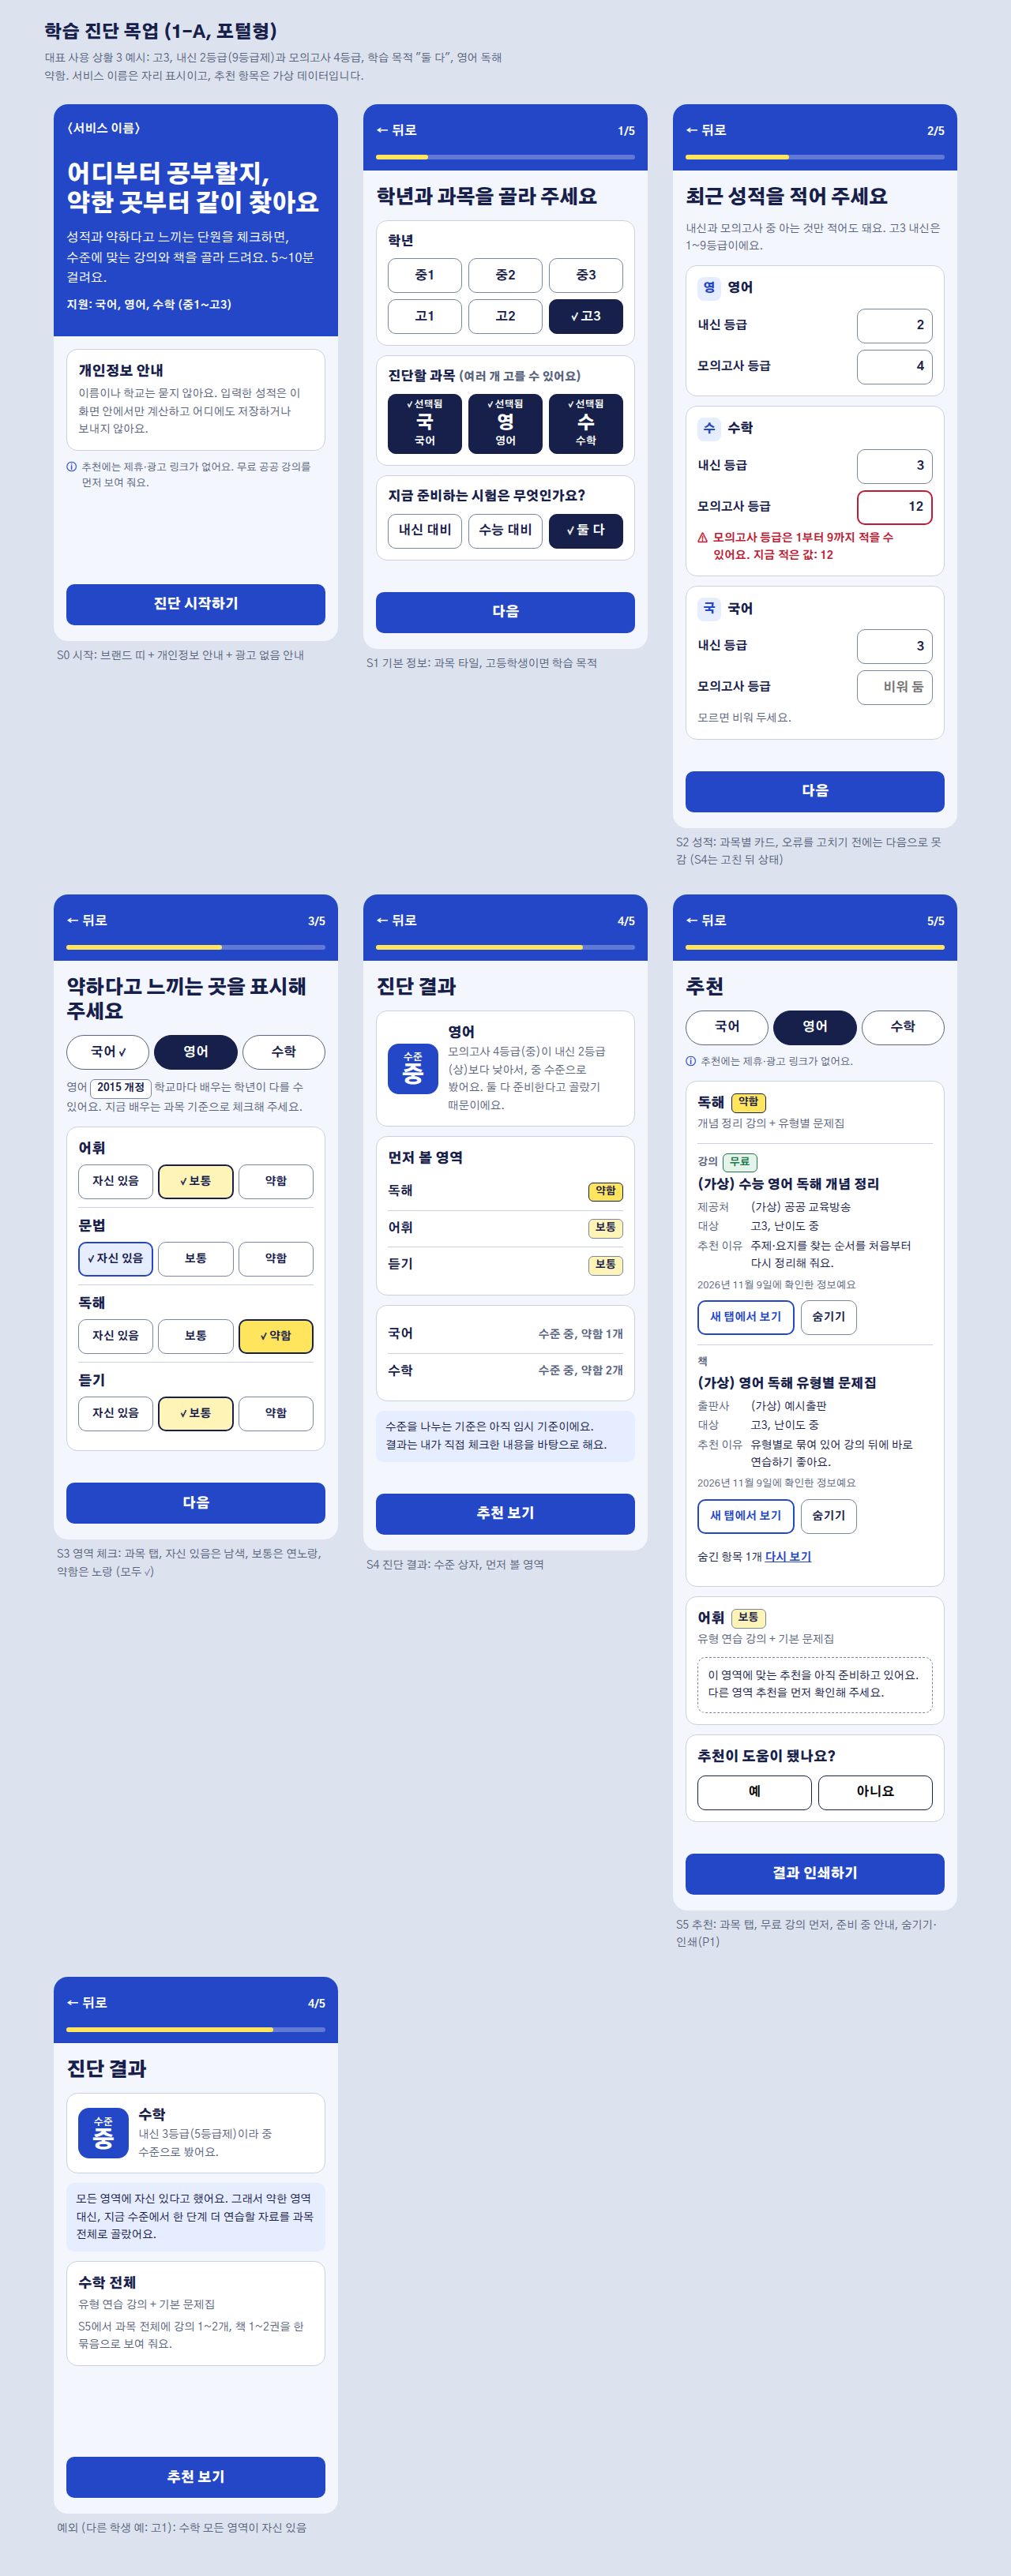 학습 진단 목업 (1-A, 포털형)
대표 사용 상황 3 예시: 고3, 내신 2등급(9등급제)과 모의고사 4등급, 학습 목적 "둘 다", 영어 독해
약함. 서비스 이름은 자리 표시이고, 추천 항목은 가상 데이터입니다.
〈서비스 이름〉
어디부터 공부할지,
약한 곳부터 같이 찾아요
성적과 약하다고 느끼는 단원을 체크하면,
수준에 맞는 강의와 책을 골라 드려요. 5~10분
걸려요.
지원: 국어, 영어, 수학 (중1~고3)
개인정보 안내
이름이나 학교는 묻지 않아요. 입력한 성적은 이
화면 안에서만 계산하고 어디에도 저장하거나
보내지 않아요.
ⓘ 추천에는 제휴·광고 링크가 없어요. 무료 공공 강의를
먼저 보여 줘요.
진단 시작하기
S0 시작: 브랜드 띠 + 개인정보 안내 + 광고 없음 안내
← 뒤로 1/5
학년과 과목을 골라 주세요
학년
중1 중2 중3
고1 고2 ✓ 고3
진단할 과목 (여러 개 고를 수 있어요)
✓ 선택됨 ✓ 선택됨 ✓ 선택됨
국 영 수
국어 영어 수학
지금 준비하는 시험은 무엇인가요?
내신 대비 수능 대비 ✓ 둘 다
다음
S1 기본 정보: 과목 타일, 고등학생이면 학습 목적
← 뒤로 2/5
최근 성적을 적어 주세요
내신과 모의고사 중 아는 것만 적어도 돼요. 고3 내신은
1~9등급이에요.
영 영어
내신 등급 2
모의고사 등급 4
수 수학
내신 등급 3
모의고사 등급 12
⚠ 모의고사 등급은 1부터 9까지 적을 수
있어요. 지금 적은 값: 12
국 국어
내신 등급 3
모의고사 등급 비워 둠
모르면 비워 두세요.
다음
S2 성적: 과목별 카드, 오류를 고치기 전에는 다음으로 못
감 (S4는 고친 뒤 상태)
← 뒤로 3/5
약하다고 느끼는 곳을 표시해
주세요
국어 ✓ 영어 수학
영어 2015 개정 학교마다 배우는 학년이 다를 수
있어요. 지금 배우는 과목 기준으로 체크해 주세요.
어휘
자신 있음 ✓ 보통 약함
문법
✓ 자신 있음 보통 약함
독해
자신 있음 보통 ✓ 약함
듣기
자신 있음 ✓ 보통 약함
다음
S3 영역 체크: 과목 탭, 자신 있음은 남색, 보통은 연노랑,
약함은 노랑 (모두 ✓)
← 뒤로 4/5
진단 결과
수준
중
영어
모의고사 4등급(중)이 내신 2등급
(상)보다 낮아서, 중 수준으로
봤어요. 둘 다 준비한다고 골랐기
때문이에요.
먼저 볼 영역
독해 약함
어휘 보통
듣기 보통
국어 수준 중, 약함 1개
수학 수준 중, 약함 2개
수준을 나누는 기준은 아직 임시 기준이에요.
결과는 내가 직접 체크한 내용을 바탕으로 해요.
추천 보기
S4 진단 결과: 수준 상자, 먼저 볼 영역
← 뒤로 5/5
추천
국어 영어 수학
ⓘ 추천에는 제휴·광고 링크가 없어요.
독해 약함
개념 정리 강의 + 유형별 문제집
강의 무료
(가상) 수능 영어 독해 개념 정리
제공처 (가상) 공공 교육방송
대상 고3, 난이도 중
추천 이유 주제·요지를 찾는 순서를 처음부터
다시 정리해 줘요.
2026년 11월 9일에 확인한 정보예요
새 탭에서 보기 숨기기
책
(가상) 영어 독해 유형별 문제집
출판사 (가상) 예시출판
대상 고3, 난이도 중
추천 이유 유형별로 묶여 있어 강의 뒤에 바로
연습하기 좋아요.
2026년 11월 9일에 확인한 정보예요
새 탭에서 보기 숨기기
숨긴 항목 1개 다시 보기
어휘 보통
유형 연습 강의 + 기본 문제집
이 영역에 맞는 추천을 아직 준비하고 있어요.
다른 영역 추천을 먼저 확인해 주세요.
추천이 도움이 됐나요?
예 아니요
결과 인쇄하기
S5 추천: 과목 탭, 무료 강의 먼저, 준비 중 안내, 숨기기·
인쇄(P1)
← 뒤로 4/5
진단 결과
수준
중
수학
내신 3등급(5등급제)이라 중
수준으로 봤어요.
모든 영역에 자신 있다고 했어요. 그래서 약한 영역
대신, 지금 수준에서 한 단계 더 연습할 자료를 과목
전체로 골랐어요.
수학 전체
유형 연습 강의 + 기본 문제집
S5에서 과목 전체에 강의 1~2개, 책 1~2권을 한
묶음으로 보여 줘요.
추천 보기
예외 (다른 학생 예: 고1): 수학 모든 영역이 자신 있음